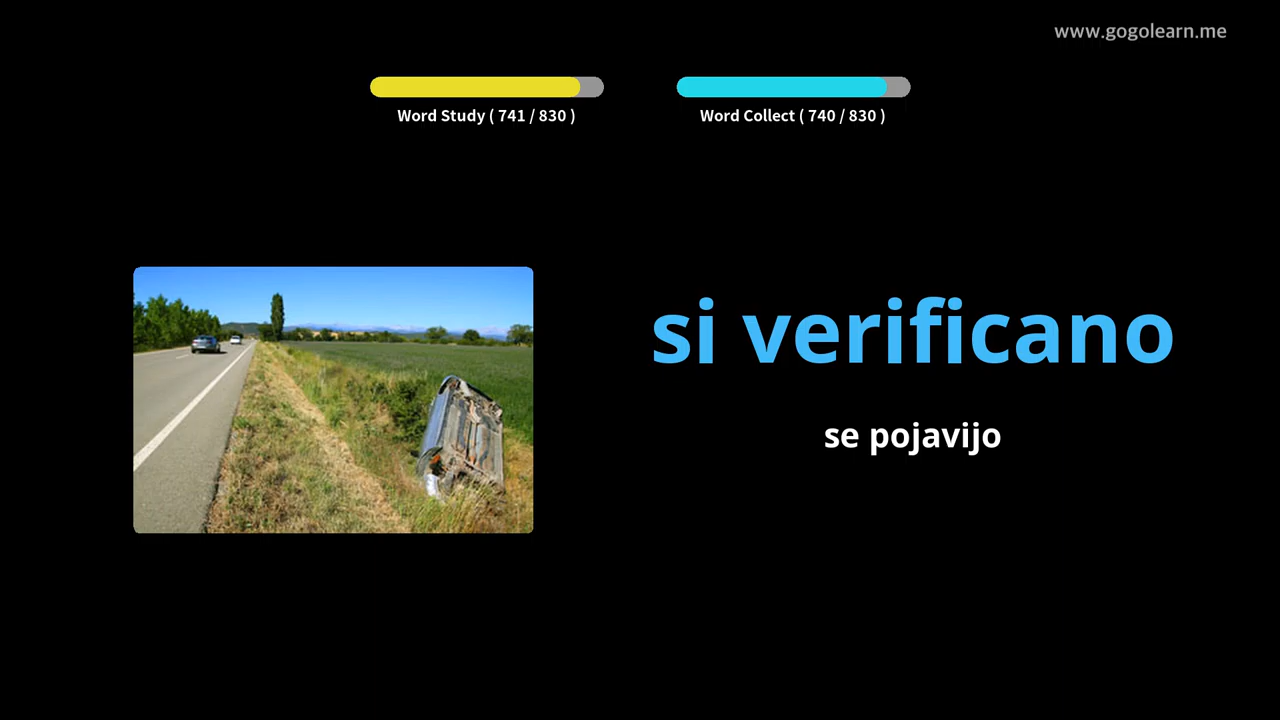 www.gogolearn.me
Word Study ( 741 / 830 )
Word Collect ( 740 / 830 )
si verificano
se pojavijo